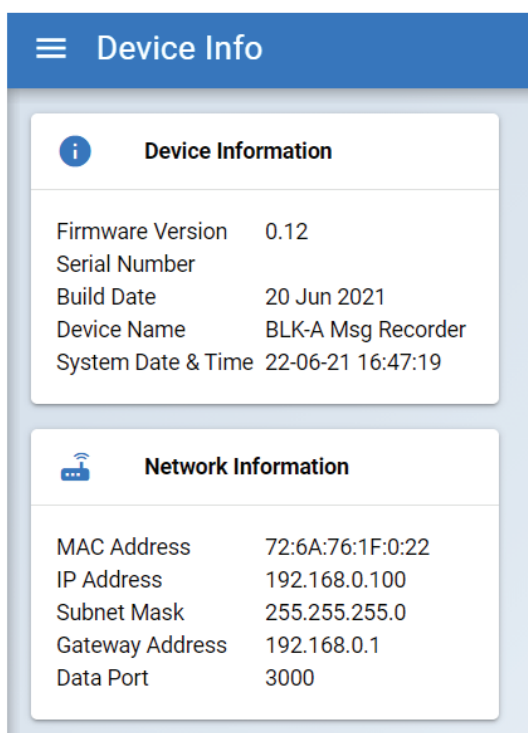 Device Info
Device Information
Firmware Version 0.12
Serial Number
Build Date 20 Jun 2021
Device Name BLK-A Msg Recorder
System Date & Time 22-06-21 16:47:19
Network Information
MAC Address 72:6A:76:1F:0:22
IP Address 192.168.0.100
Subnet Mask 255.255.255.0
Gateway Address 192.168.0.1
Data Port 3000